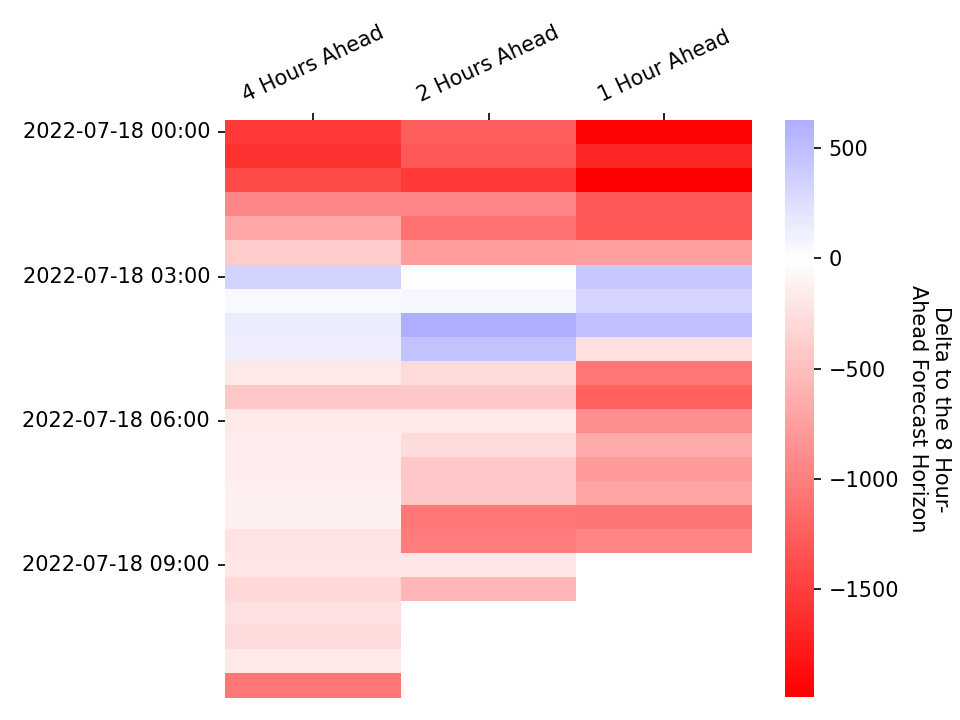 4 Hours Ahead
2 Hours Ahead
1 Hour Ahead
2022-07-18 00:00
2022-07-18 03:00
2022-07-18 06:00
2022-07-18 09:00
500
0
−500
−1000
−1500
Delta to the 8 Hour-
Ahead Forecast Horizon